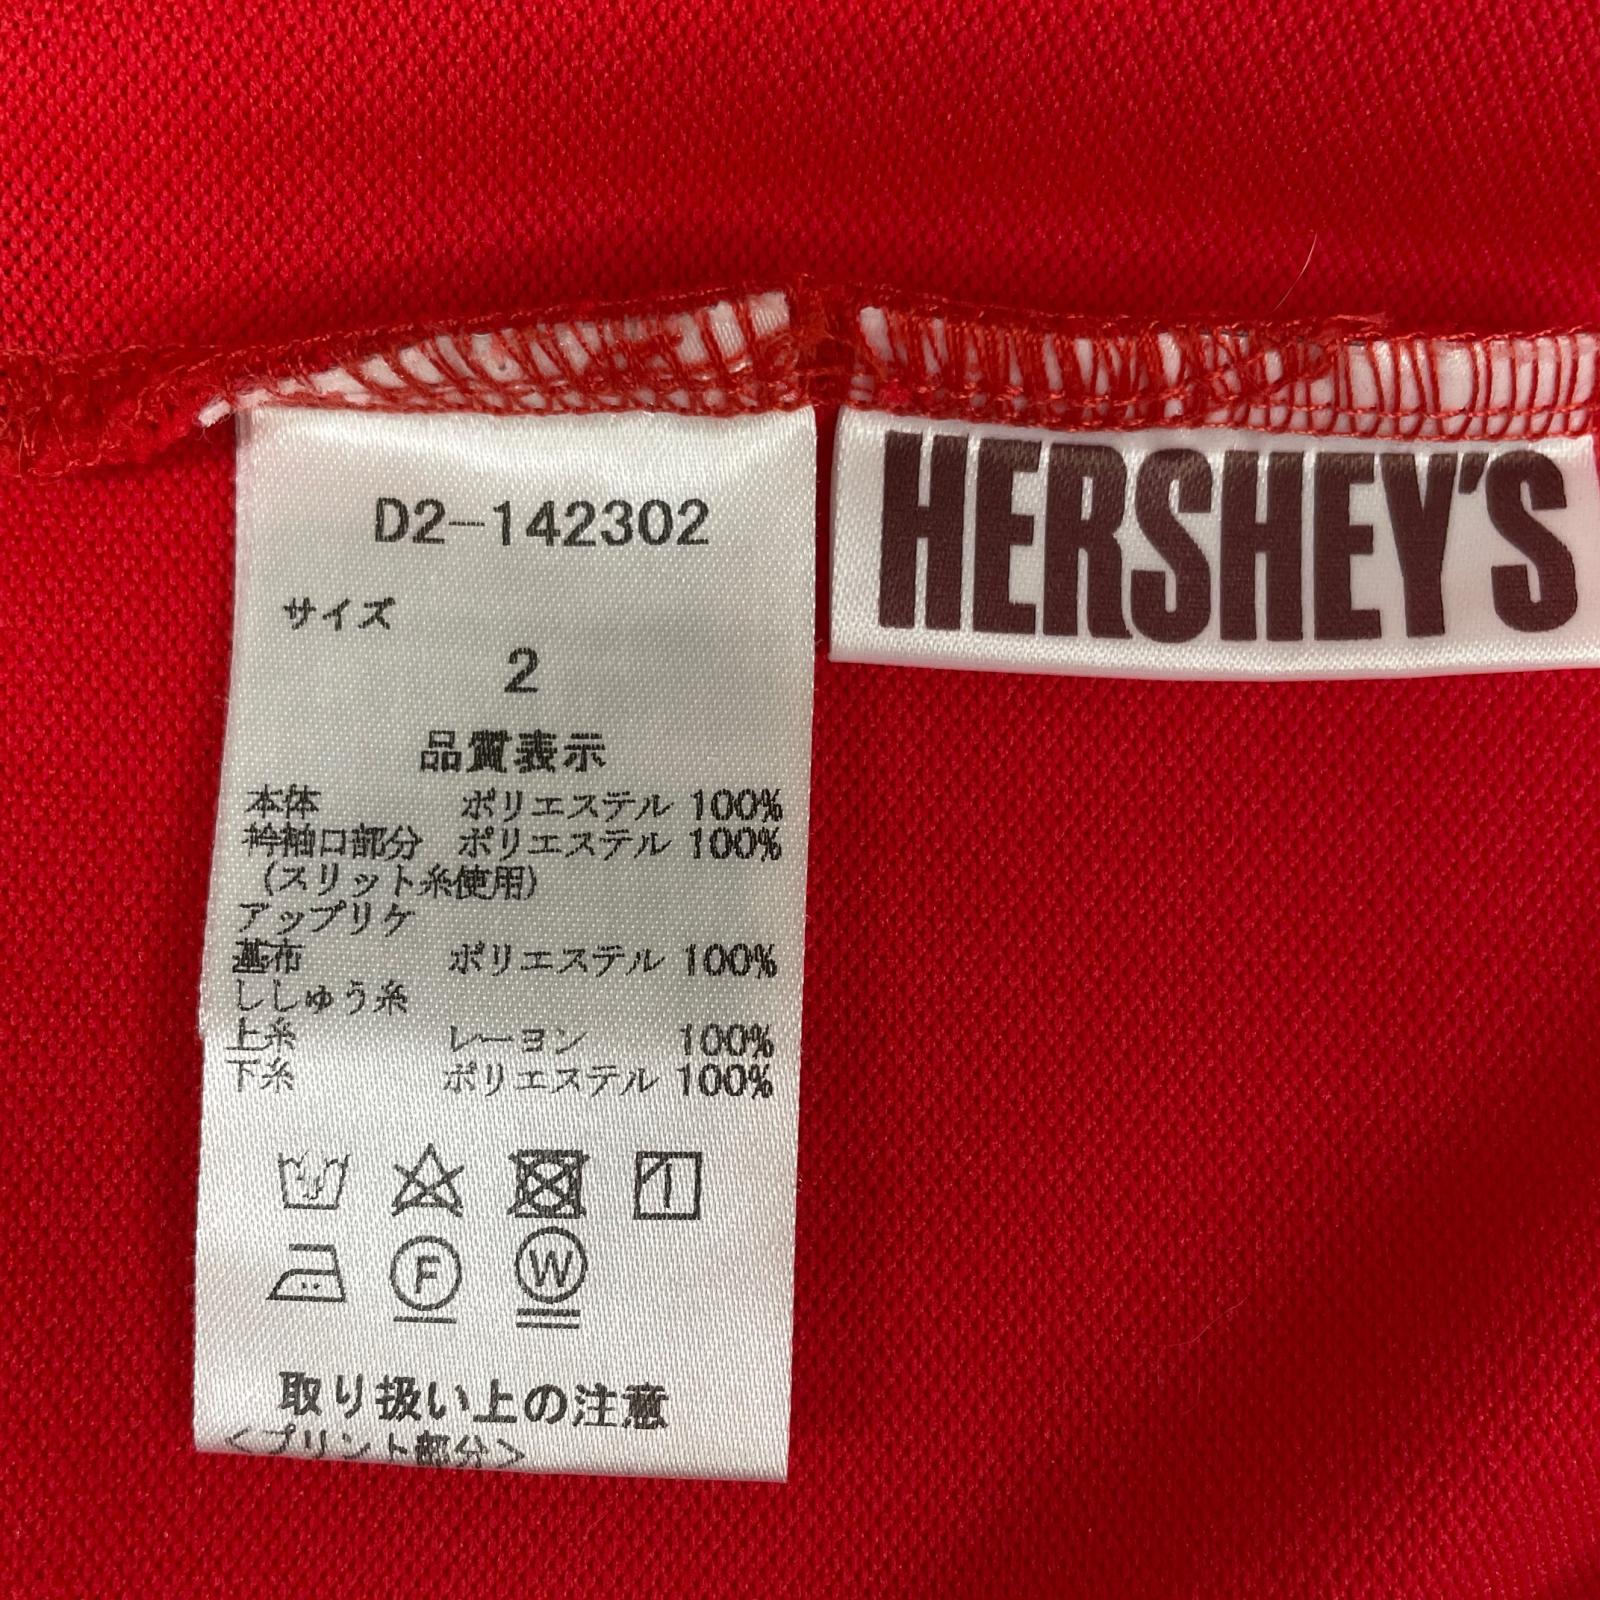 D2-142302
サイズ
2
品質表示
本体 ポリエステル 100%
衿袖口部分 ポリエステル 100%
(スリット糸使用)
アップリケ
基布 ポリエステル 100%
ししゅう糸
上糸 レーヨン 100%
下糸 ポリエステル 100%
1
F
W
取り扱い上の注意
<プリント部分>
HERSHEY'S